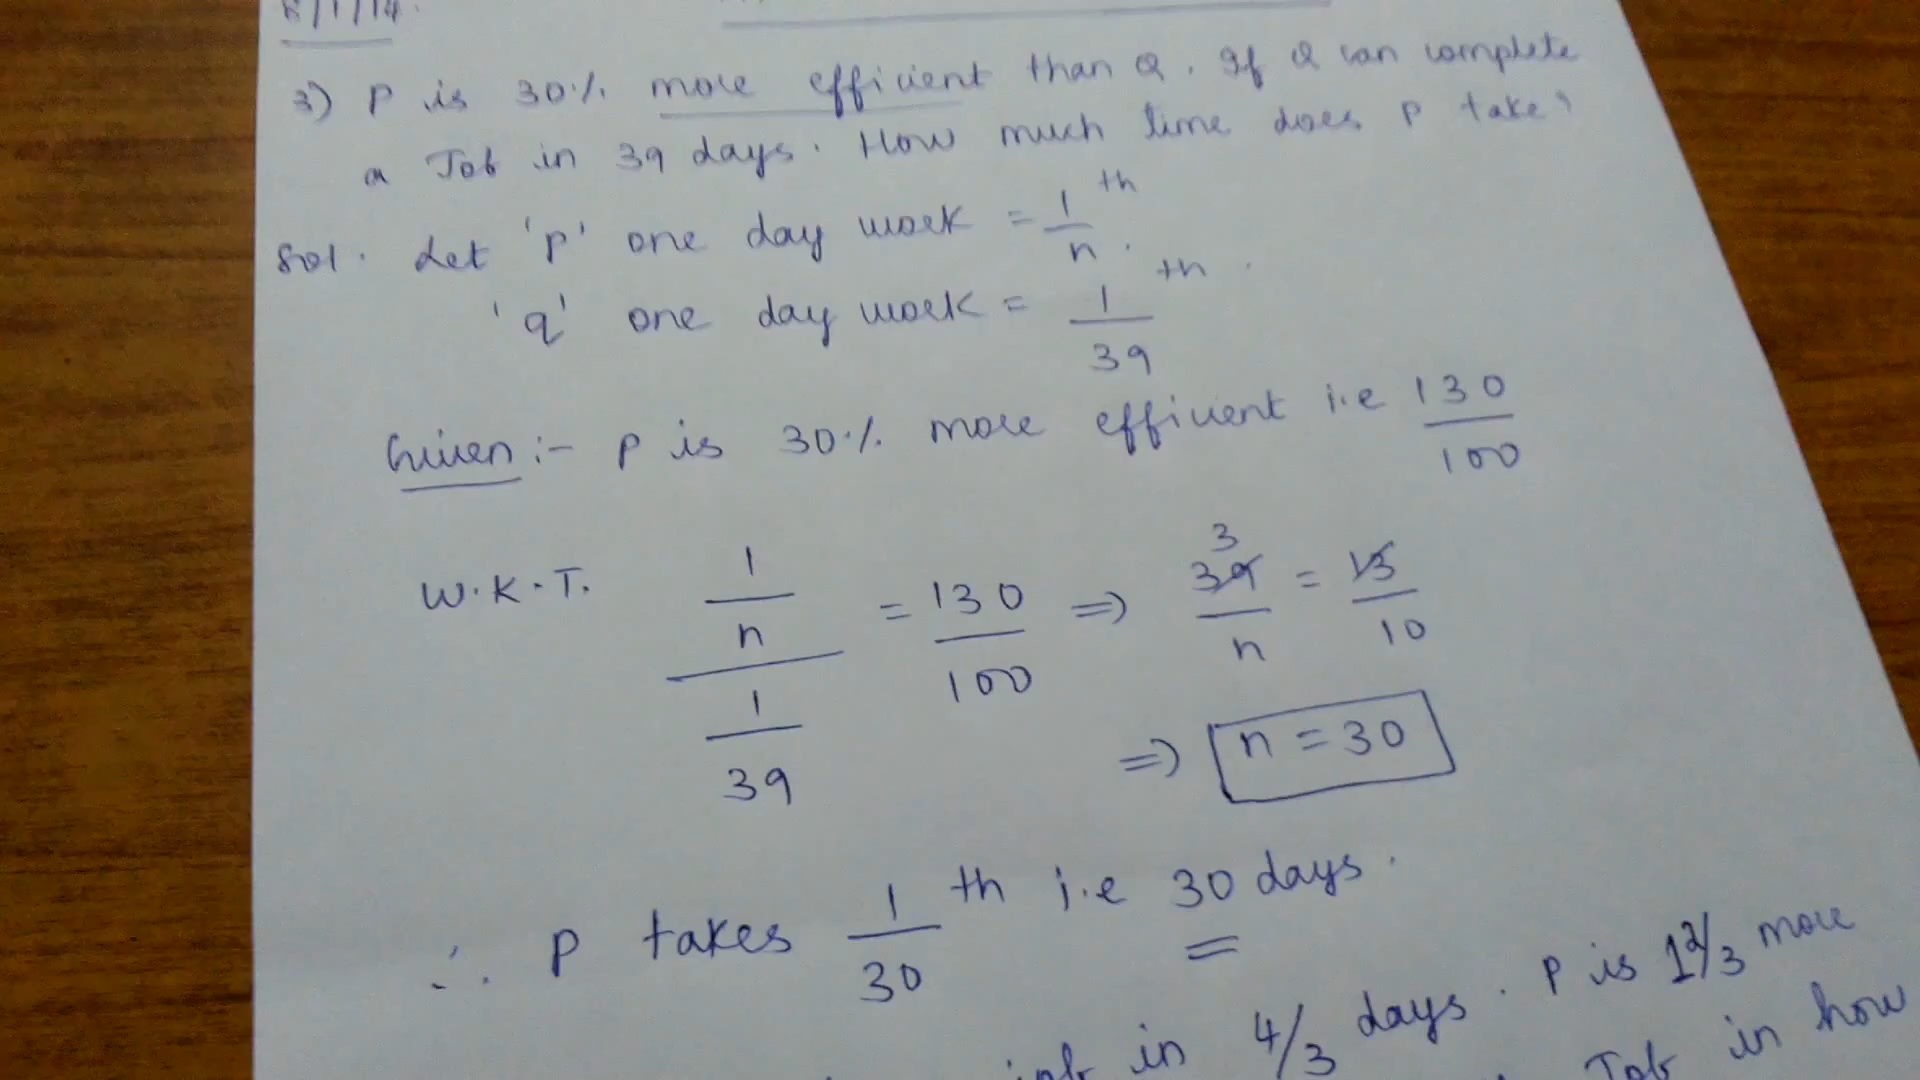 3) P is 30% more efficient than Q. If Q can complete
a Job in 39 days. How much time does P take?
Sol. Let 'P' one day work = 1/n th.
'q' one day work = 1/39 th.
Given :- P is 30% more efficient i.e 130/100
W.K.T. (1/n)/(1/39) = 130/100 => 39/n = 13/10
3
=> n = 30
∴ P takes 1/30 th i.e 30 days.
job in 4/3 days. P is 1 2/3 more
Job in how